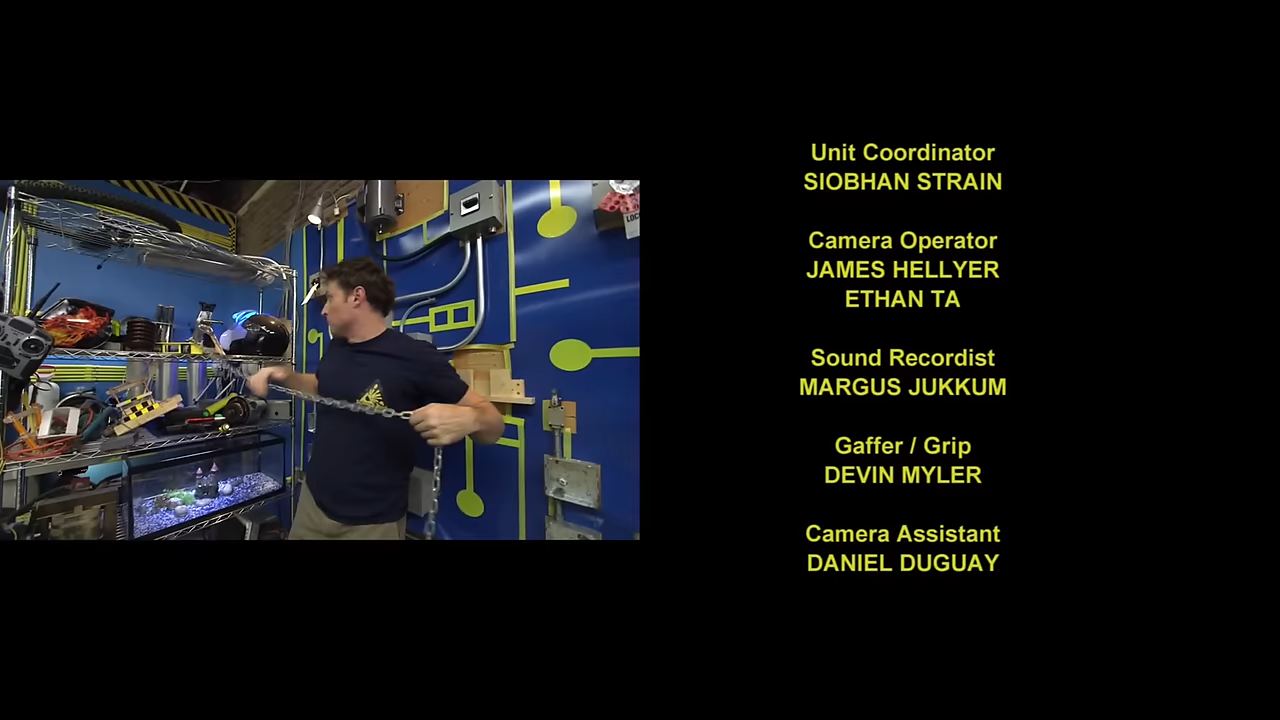 Unit Coordinator
SIOBHAN STRAIN
Camera Operator
JAMES HELLYER
ETHAN TA
Sound Recordist
MARGUS JUKKUM
Gaffer / Grip
DEVIN MYLER
Camera Assistant
DANIEL DUGUAY